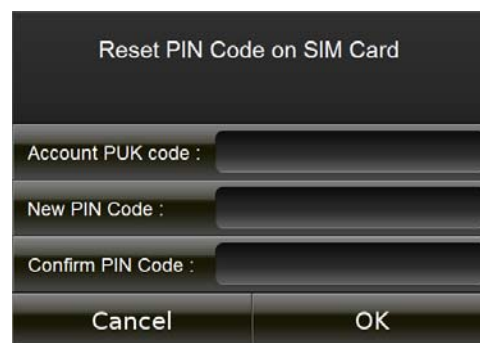 Reset PIN Code on SIM Card
Account PUK code :
New PIN Code :
Confirm PIN Code :
Cancel OK